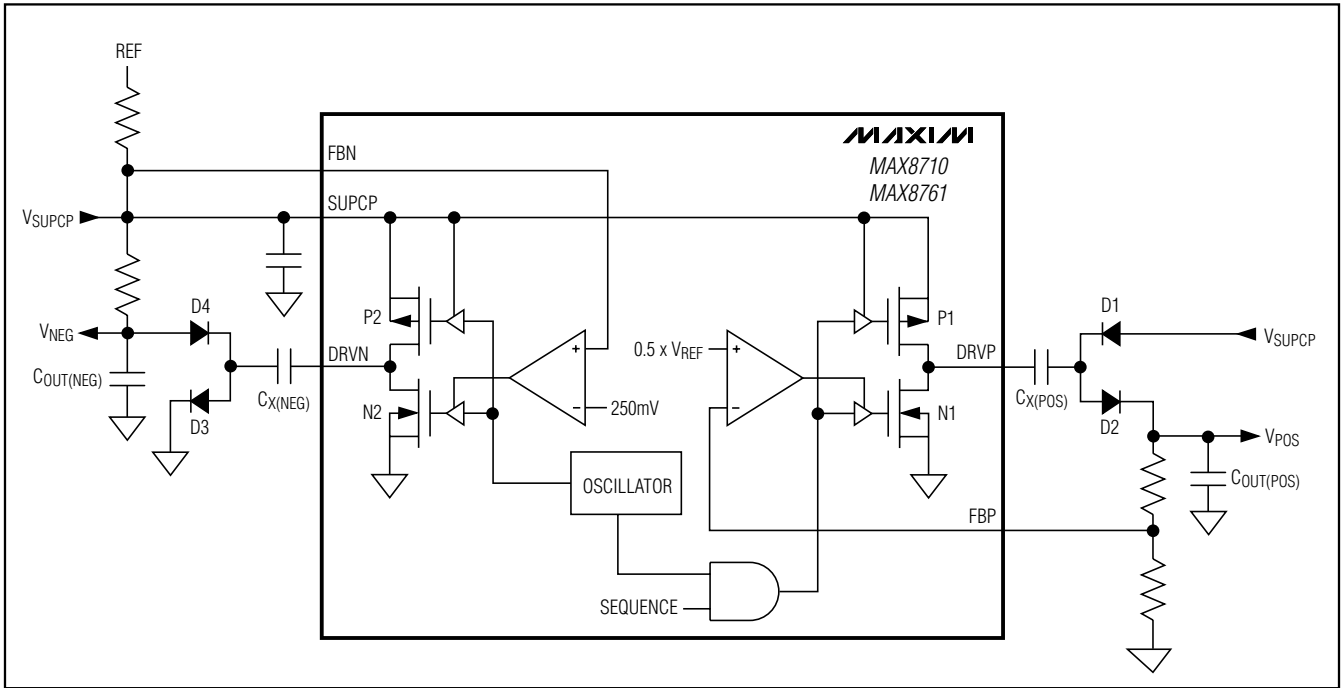 REF
FBN
MAXIM
MAX8710
MAX8761
SUPCP
VSUPCP
D4
P2
P1
D1
VNEG
DRVN
0.5 x VREF
+
+
DRVP
VSUPCP
COUT(NEG)
CX(NEG)
N2
−
250mV
−
N1
CX(POS)
D3
D2
VPOS
OSCILLATOR
COUT(POS)
FBP
SEQUENCE